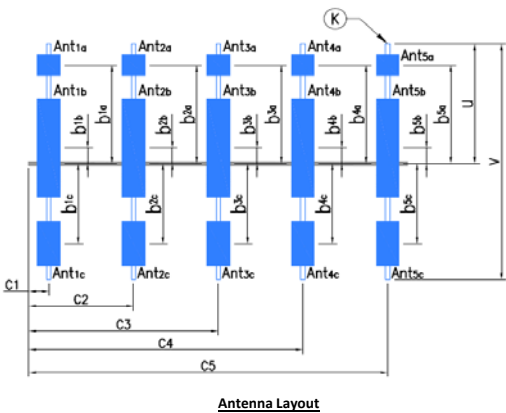 K
Ant1a Ant2a Ant3a Ant4a Ant5a
Ant1b Ant2b Ant3b Ant4b Ant5b
b1b b1a b2b b2a b3b b3a b4b b4a b5b b5a u v
b1c b2c b3c b4c b5c
Ant1c Ant2c Ant3c Ant4c Ant5c
C1
C2
C3
C4
C5
Antenna Layout